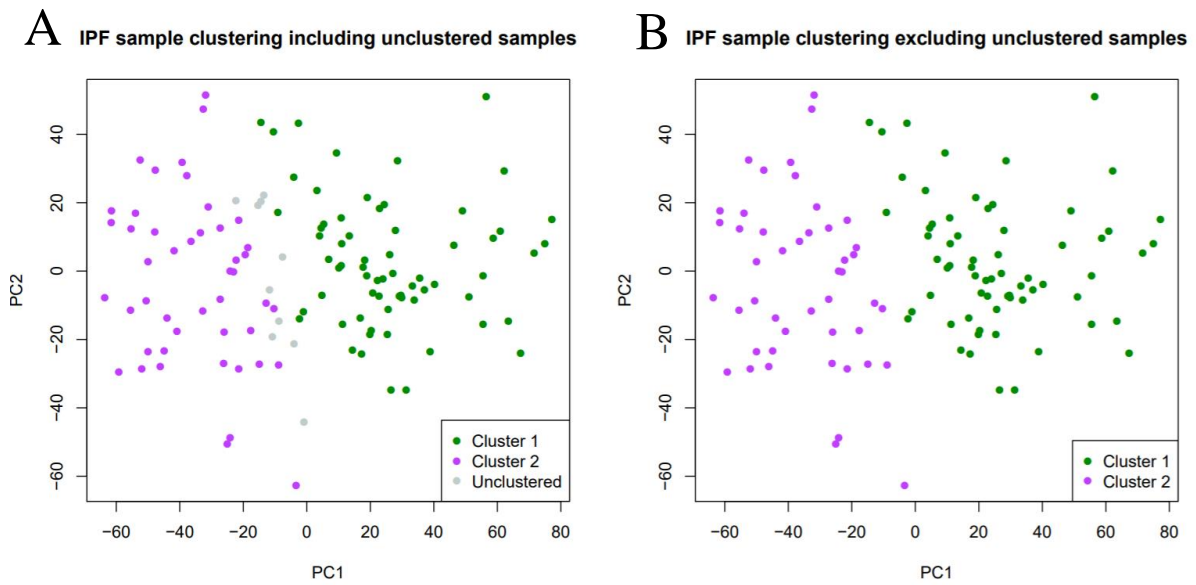 A IPF sample clustering including unclustered samples
40
20
0
−20
−40
−60
PC2
−60 −40 −20 0 20 40 60 80
PC1
Cluster 1
Cluster 2
Unclustered
B IPF sample clustering excluding unclustered samples
40
20
0
−20
−40
−60
PC2
−60 −40 −20 0 20 40 60 80
PC1
Cluster 1
Cluster 2